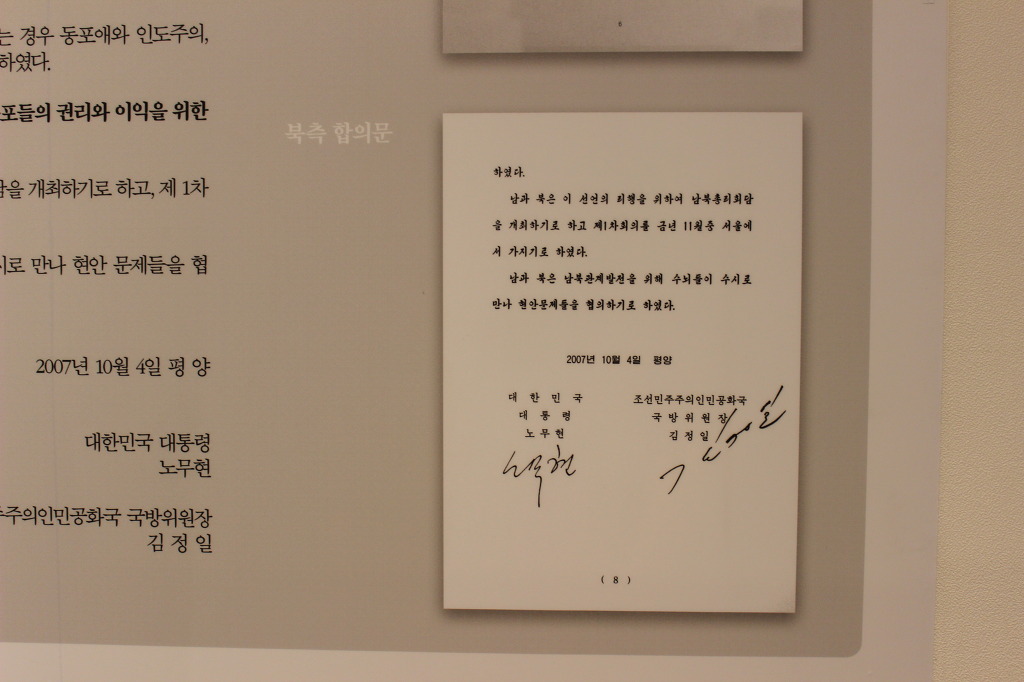 는 경우 동포애와 인도주의,
하였다.
포들의 권리와 이익을 위한
을 개최하기로 하고, 제 1차
로 만나 현안 문제들을 협
2007년 10월 4일 평 양
대한민국 대통령
노무현
주의인민공화국 국방위원장
김 정 일
북측 합의문
하였다.
남과 북은 이 선언의 리행을 위하여 남북총리회담
을 개최하기로 하고 제1차회의를 금년 11월중 서울에
서 가지기로 하였다.
남과 북은 남북관계발전을 위해 수뇌들이 수시로
만나 현안문제들을 협의하기로 하였다.
2007년 10월 4일 평양
대 한 민 국
대 통 령
노 무 현
노무현
조선민주주의인민공화국
국 방 위 원 장
김 정 일
김정일
( 8 )